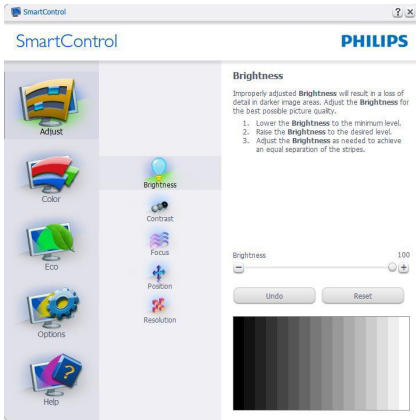 SmartControl
SmartControl
PHILIPS
Adjust
Color
Eco
Options
Help
Brightness
Contrast
Focus
Position
Resolution
Brightness
Improperly adjusted Brightness will result in a loss of
detail in darker image areas. Adjust the Brightness for
the best possible picture quality.
1. Lower the Brightness to the minimum level.
2. Raise the Brightness to the desired level.
3. Adjust the Brightness as needed to achieve
an equal separation of the stripes.
Brightness 100
Undo Reset